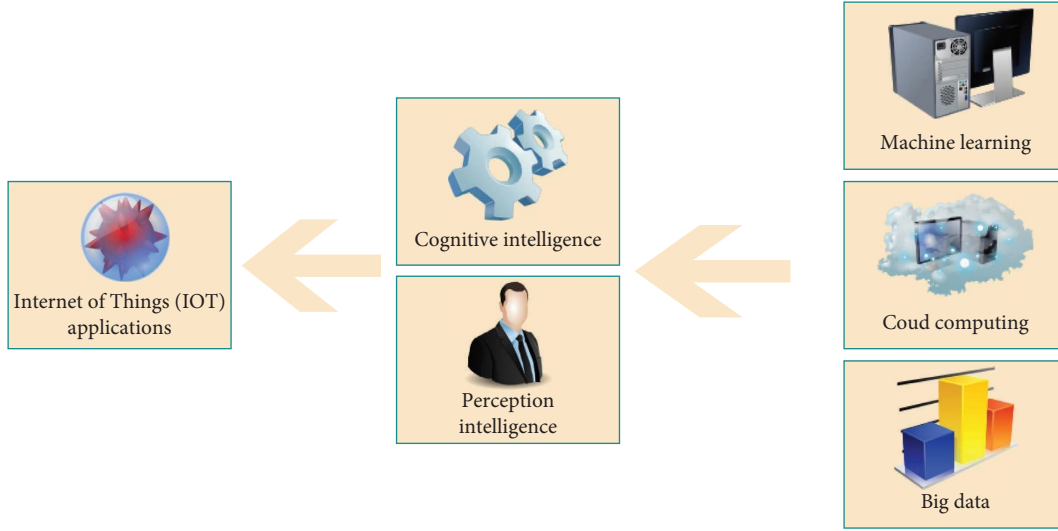 Internet of Things (IOT)
applications
Cognitive intelligence
Perception
intelligence
Machine learning
Coud computing
Big data